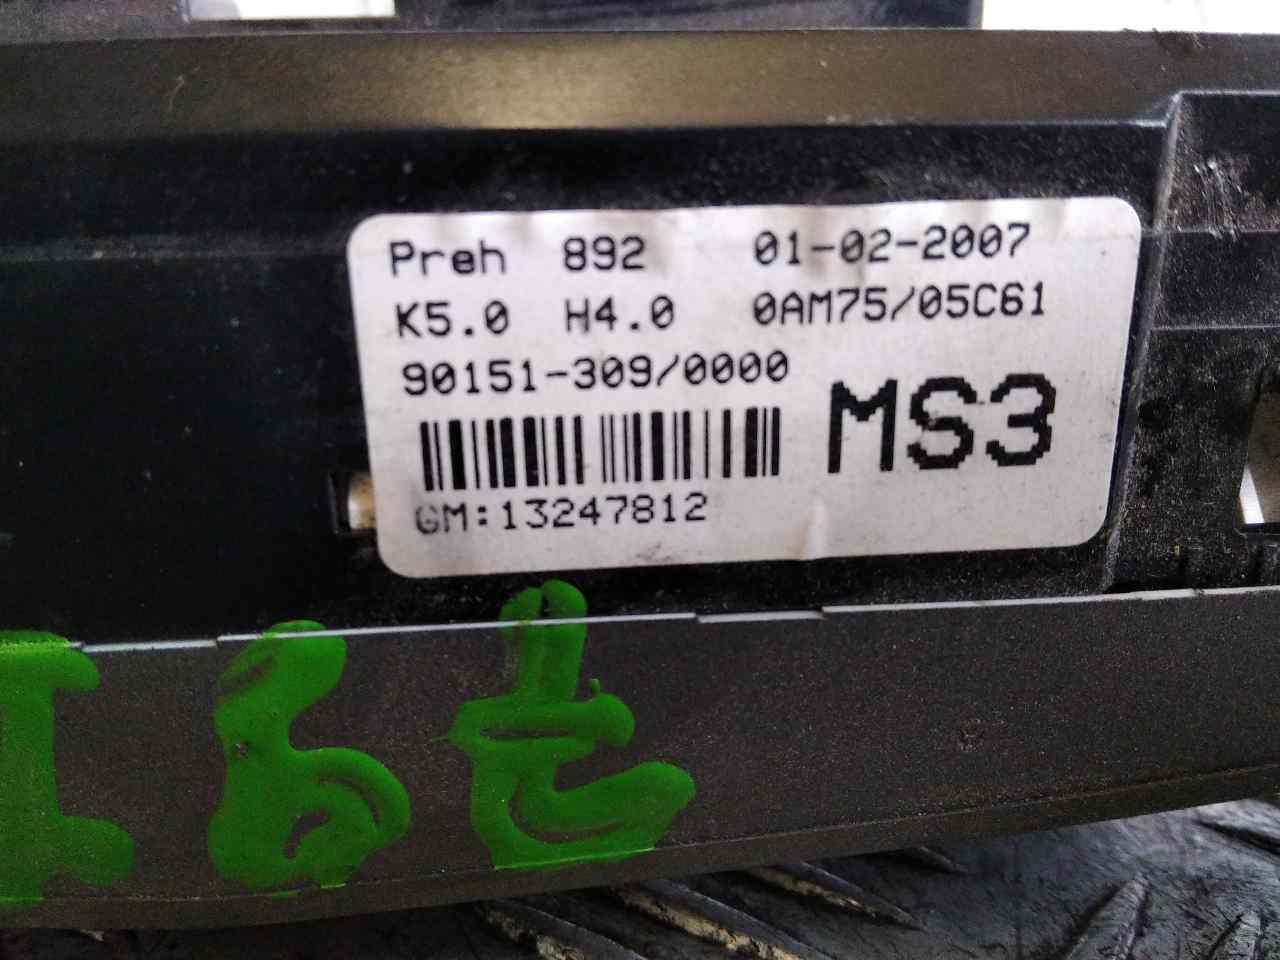 Preh 892 01-02-2007
K5.0 H4.0 0AM75/05C61
90151-309/0000
MS3
GM:13247812